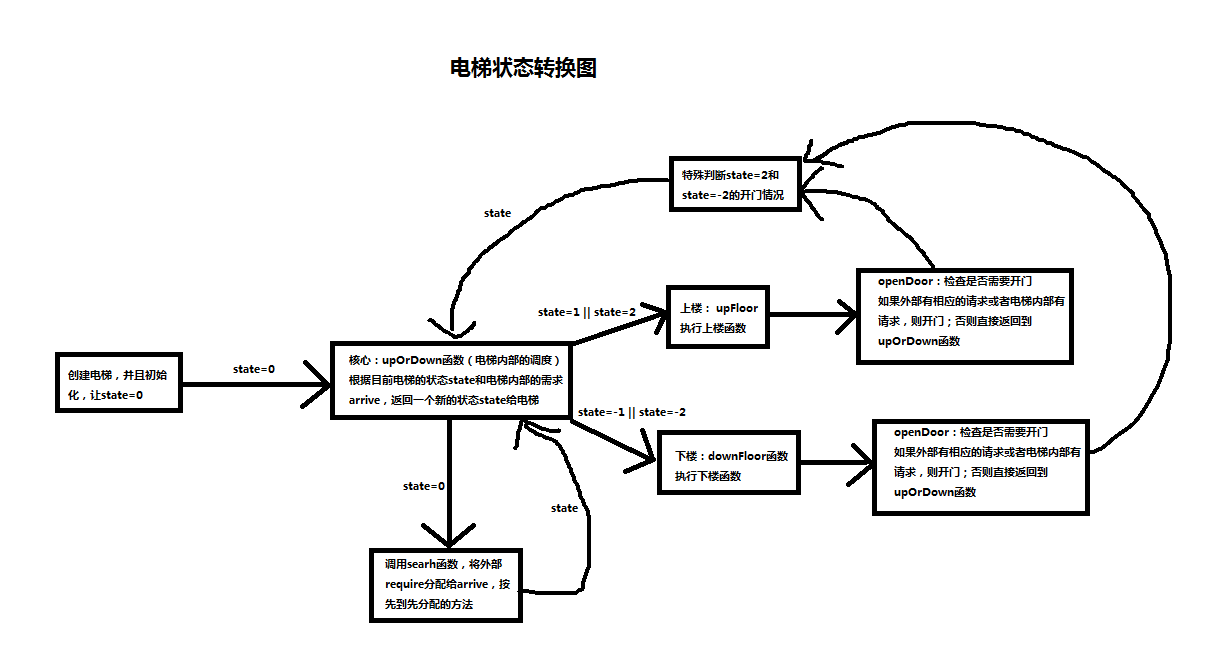 电梯状态转换图
特殊判断state=2和
state=-2的开门情况
state
openDoor：检查是否需要开门
如果外部有相应的请求或者电梯内部有
请求，则开门；否则直接返回到
upOrDown函数
state=1 || state=2
上楼： upFloor
执行上楼函数
创建电梯，并且初始
化，让state=0
state=0
核心：upOrDown函数（电梯内部的调度）
根据目前电梯的状态state和电梯内部的需求
arrive，返回一个新的状态state给电梯
state=-1 || state=-2
下楼：downFloor函数
执行下楼函数
openDoor：检查是否需要开门
如果外部有相应的请求或者电梯内部有
请求，则开门；否则直接返回到
upOrDown函数
state=0
state
调用searh函数，将外部
require分配给arrive，按
先到先分配的方法